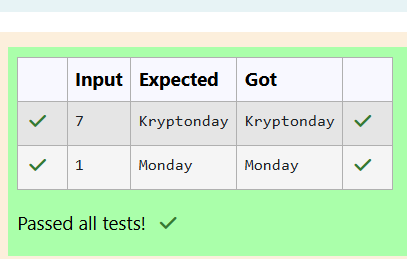 Input Expected Got
7 Kryptonday Kryptonday
1 Monday Monday
Passed all tests!